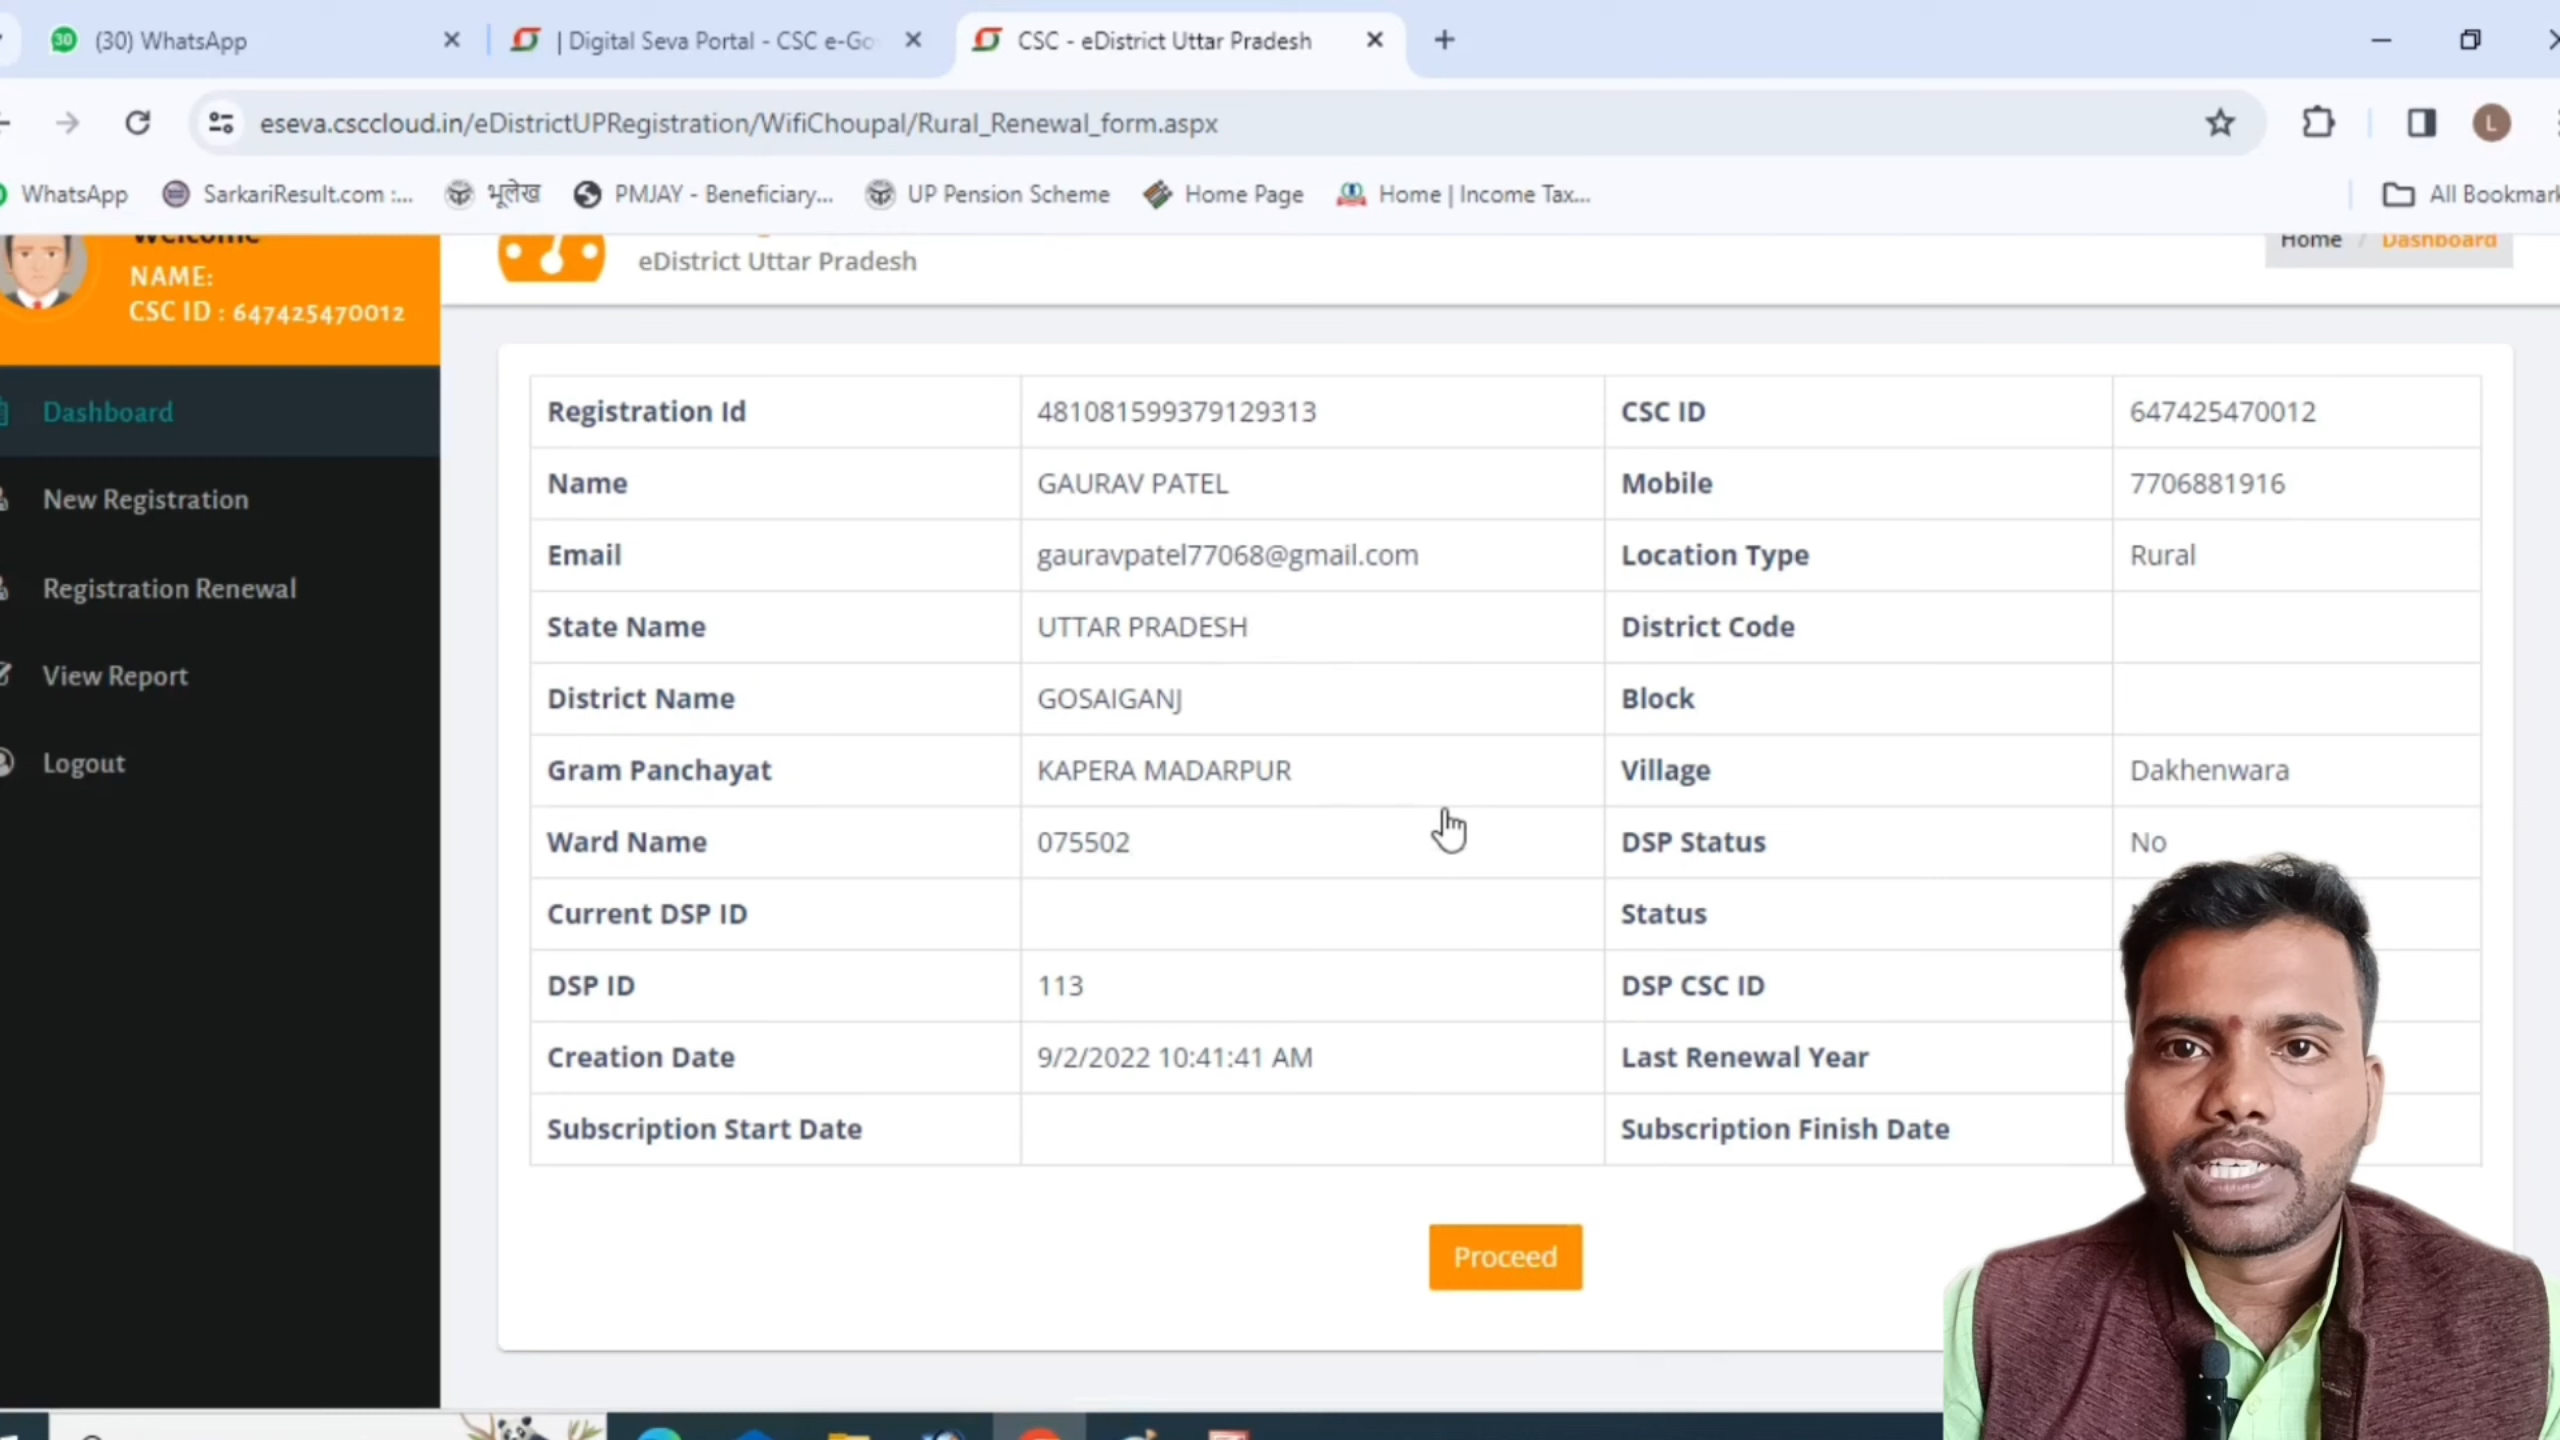 (30) WhatsApp
| Digital Seva Portal - CSC e-Go
CSC - eDistrict Uttar Pradesh
eseva.csccloud.in/eDistrictUPRegistration/WifiChoupal/Rural_Renewal_form.aspx
L
WhatsApp
SarkariResult.com :...
भूलेख
PMJAY - Beneficiary...
UP Pension Scheme
Home Page
Home | Income Tax...
All Bookmark
Welcome
NAME:
CSC ID : 647425470012
eDistrict Uttar Pradesh
Home / Dashboard
Dashboard
New Registration
Registration Renewal
View Report
Logout
Registration Id 481081599379129313 CSC ID 647425470012
Name GAURAV PATEL Mobile 7706881916
Email gauravpatel77068@gmail.com Location Type Rural
State Name UTTAR PRADESH District Code
District Name GOSAIGANJ Block
Gram Panchayat KAPERA MADARPUR Village Dakhenwara
Ward Name 075502 DSP Status No
Current DSP ID Status
DSP ID 113 DSP CSC ID
Creation Date 9/2/2022 10:41:41 AM Last Renewal Year
Subscription Start Date Subscription Finish Date
Proceed